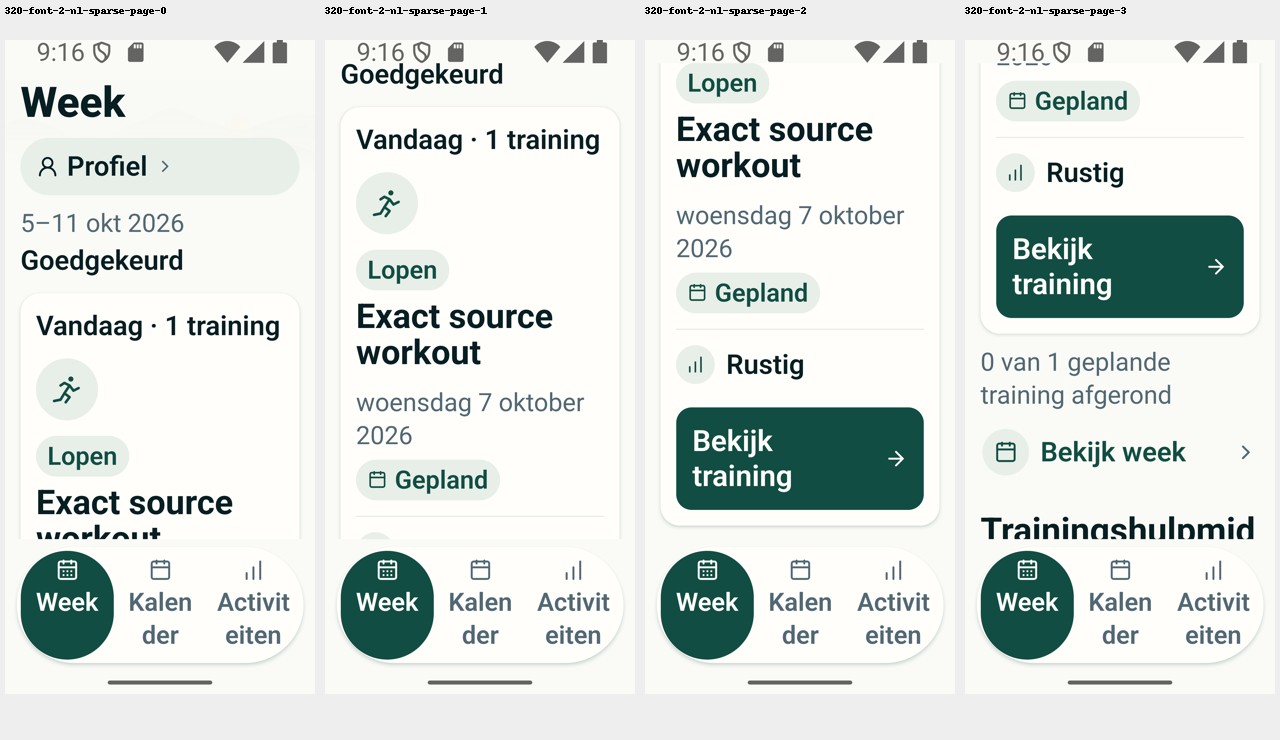 320-font-2-nl-sparse-page-0
9:16
Week
Profiel
5–11 okt 2026
Goedgekeurd
Vandaag · 1 training
Lopen
Exact source
workout
Week
Kalen
der
Activit
eiten
320-font-2-nl-sparse-page-1
9:16
Goedgekeurd
Vandaag · 1 training
Lopen
Exact source
workout
woensdag 7 oktober
2026
Gepland
Week
Kalen
der
Activit
eiten
320-font-2-nl-sparse-page-2
9:16
Lopen
Exact source
workout
woensdag 7 oktober
2026
Gepland
Rustig
Bekijk
training
Week
Kalen
der
Activit
eiten
320-font-2-nl-sparse-page-3
9:16
2026
Gepland
Rustig
Bekijk
training
0 van 1 geplande
training afgerond
Bekijk week
Trainingshulpmid
Week
Kalen
der
Activit
eiten